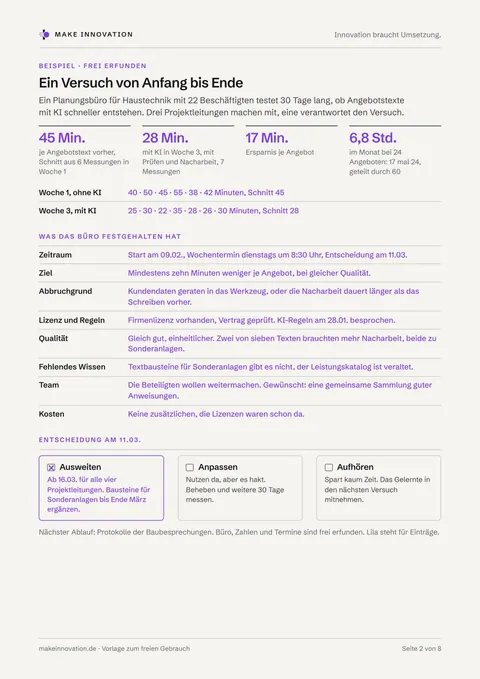 MAKE INNOVATION
Innovation braucht Umsetzung.
BEISPIEL · FREI ERFUNDEN
Ein Versuch von Anfang bis Ende
Ein Planungsbüro für Haustechnik mit 22 Beschäftigten testet 30 Tage lang, ob Angebotstexte
mit KI schneller entstehen. Drei Projektleitungen machen mit, eine verantwortet den Versuch.
45 Min.
je Angebotstext vorher,
Schnitt aus 6 Messungen in
Woche 1
28 Min.
mit KI in Woche 3, mit
Prüfen und Nacharbeit, 7
Messungen
17 Min.
Ersparnis je Angebot
6,8 Std.
im Monat bei 24
Angeboten: 17 mal 24,
geteilt durch 60
Woche 1, ohne KI
40 · 50 · 45 · 55 · 38 · 42 Minuten, Schnitt 45
Woche 3, mit KI
25 · 30 · 22 · 35 · 28 · 26 · 30 Minuten, Schnitt 28
WAS DAS BÜRO FESTGEHALTEN HAT
Zeitraum
Start am 09.02., Wochentermin dienstags um 8:30 Uhr, Entscheidung am 11.03.
Ziel
Mindestens zehn Minuten weniger je Angebot, bei gleicher Qualität.
Abbruchgrund
Kundendaten geraten in das Werkzeug, oder die Nacharbeit dauert länger als das
Schreiben vorher.
Lizenz und Regeln
Firmenlizenz vorhanden, Vertrag geprüft. KI-Regeln am 28.01. besprochen.
Qualität
Gleich gut, einheitlicher. Zwei von sieben Texten brauchten mehr Nacharbeit, beide zu
Sonderanlagen.
Fehlendes Wissen
Textbausteine für Sonderanlagen gibt es nicht, der Leistungskatalog ist veraltet.
Team
Die Beteiligten wollen weitermachen. Gewünscht: eine gemeinsame Sammlung guter
Anweisungen.
Kosten
Keine zusätzlichen, die Lizenzen waren schon da.
ENTSCHEIDUNG AM 11.03.
Ausweiten
Ab 16.03. für alle vier
Projektleitungen. Bausteine für
Sonderanlagen bis Ende März
ergänzen.
Anpassen
Nutzen da, aber es hakt.
Beheben und weitere 30 Tage
messen.
Aufhören
Spart kaum Zeit. Das Gelernte in
den nächsten Versuch
mitnehmen.
Nächster Ablauf: Protokolle der Baubesprechungen. Büro, Zahlen und Termine sind frei erfunden. Lila steht für Einträge.
makeinnovation.de · Vorlage zum freien Gebrauch
Seite 2 von 8